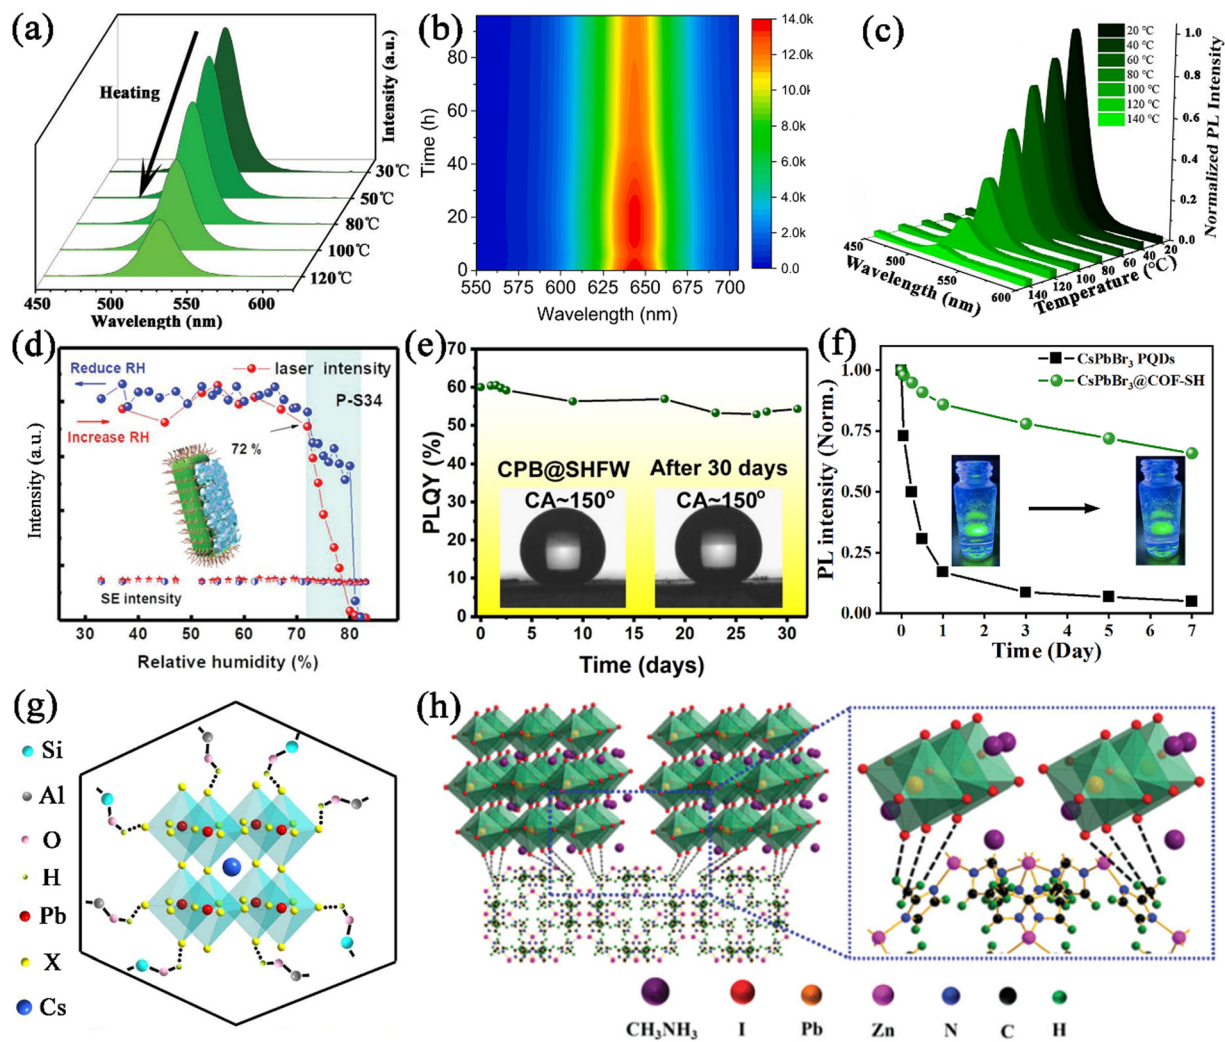 (a)
Heating
Intensity (a.u.)
30℃
50℃
80℃
100℃
120℃
450 500 550 600
Wavelength (nm)
(b)
Time (h)
80
60
40
20
0
550 575 600 625 650 675 700
Wavelength (nm)
14.0k
12.0k
10.0k
8.0k
6.0k
4.0k
2.0k
0.0
(c)
20 ℃
40 ℃
60 ℃
80 ℃
100 ℃
120 ℃
140 ℃
1.0
0.8
0.6
0.4
0.2
0.0
Normalized PL Intensity
450
500
550
600
Wavelength (nm)
20
40
60
80
100
120
140
Temperature (℃)
(d)
Reduce RH
laser intensity
P-S34
Increase RH
72 %
SE intensity
Intensity (a.u.)
30 40 50 60 70 80 90
Relative humidity (%)
(e)
PLQY (%)
70
60
50
40
30
20
10
0
CPB@SHFW
CA~150°
After 30 days
CA~150°
0 5 10 15 20 25 30
Time (days)
(f)
CsPbBr₃ PQDs
CsPbBr₃@COF-SH
PL intensity (Norm.)
1.00
0.75
0.50
0.25
0.00
0 1 2 3 4 5 6 7
Time (Day)
(g)
Si
Al
O
H
Pb
X
Cs
(h)
CH₃NH₃ I Pb Zn N C H